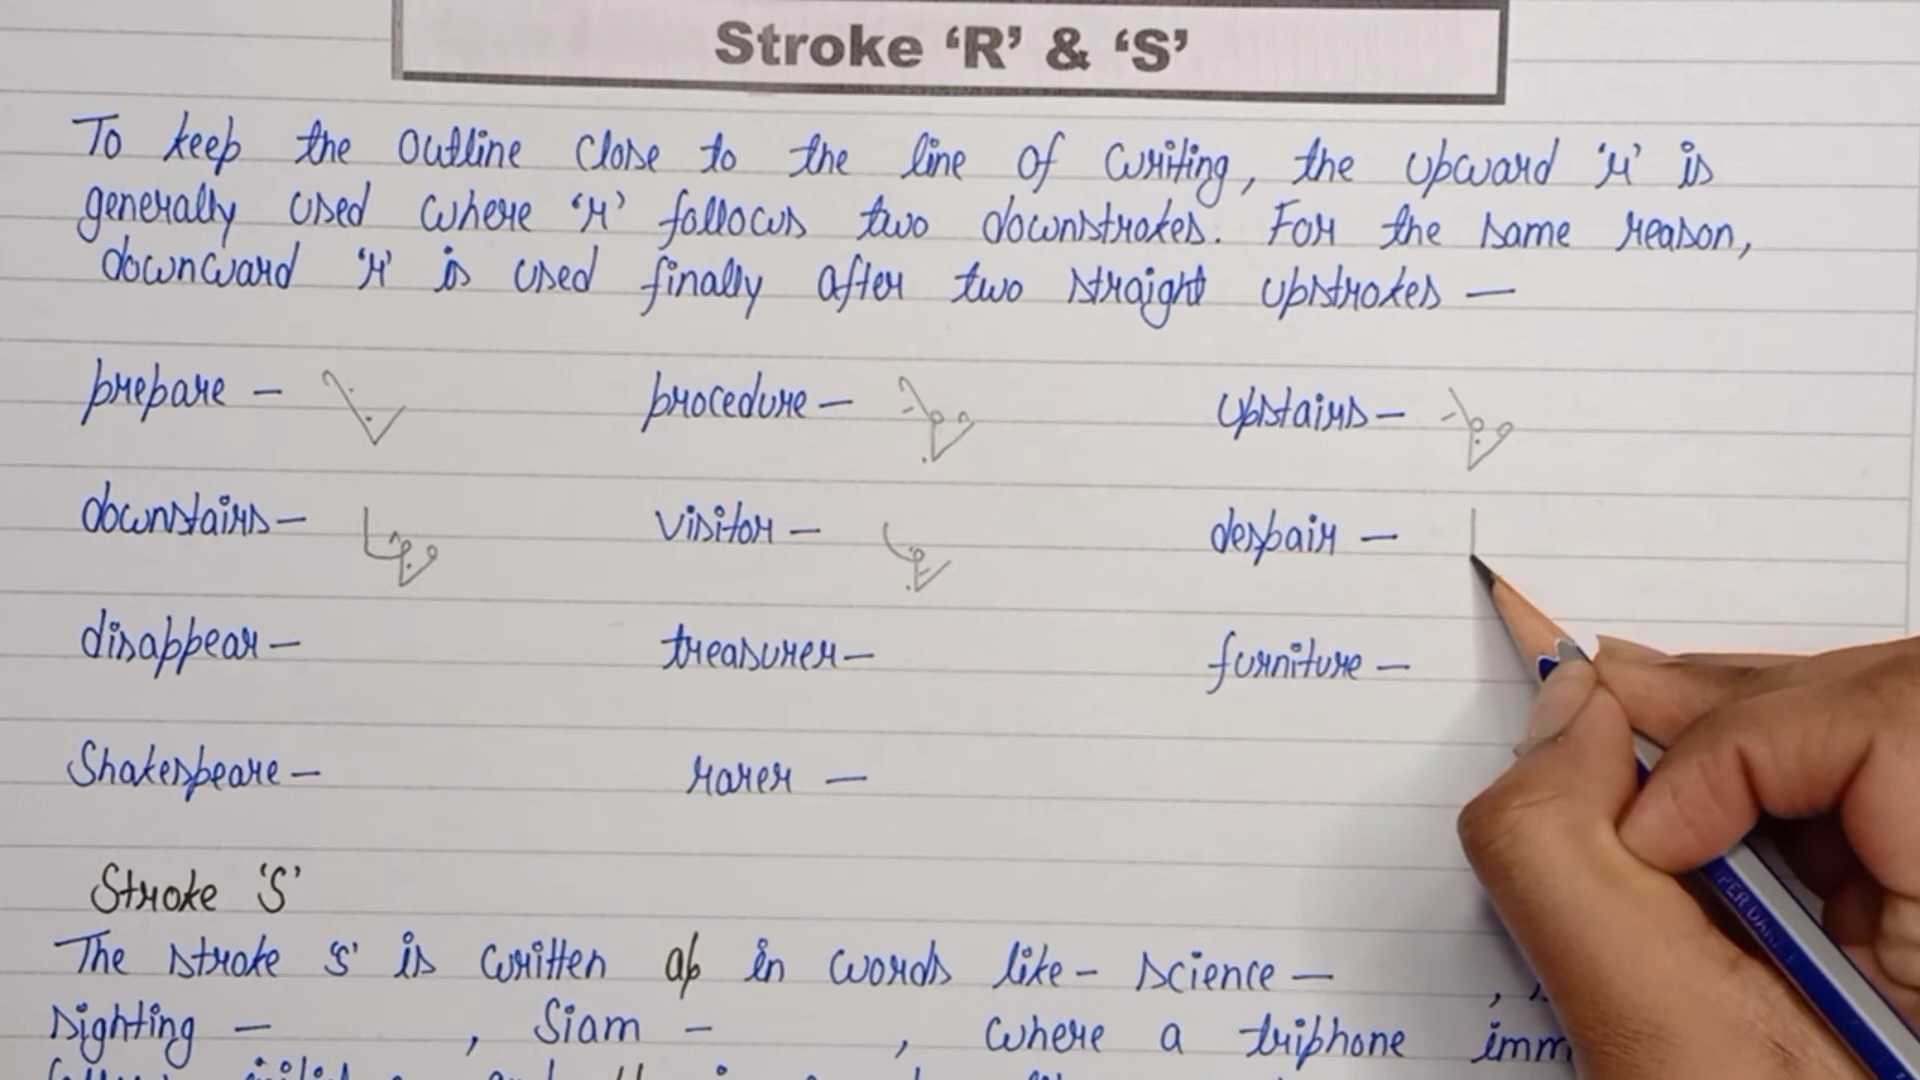 Stroke ‘R’ & ‘S’
To keep the outline close to the line of writing, the upward ‘r’ is
generally used where ‘r’ follows two downstrokes. For the same reason,
downward ‘r’ is used finally after two straight upstrokes —
prepare — procedure — upstairs —
downstairs — visitor — despair —
disappear — treasurer — furniture —
Shakespeare — rarer —
Stroke ‘S’
The stroke ‘s’ is written as in words like - science — ,
sighting — , Siam - , where a triphone imm